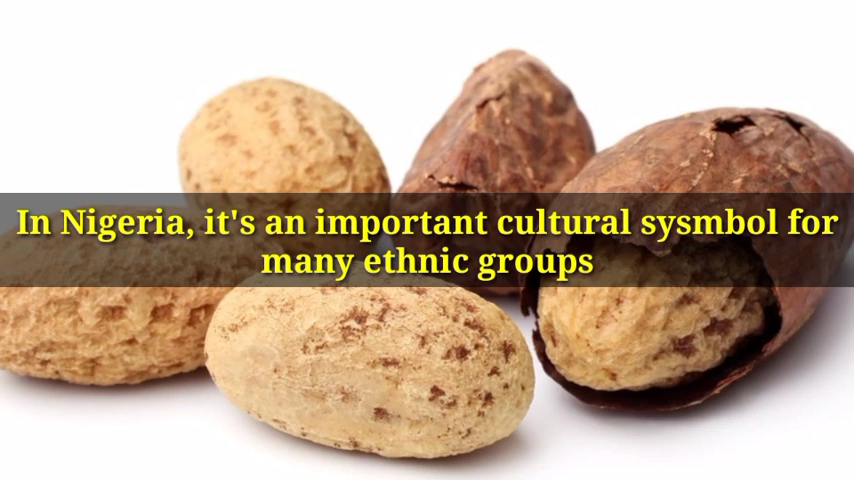 In Nigeria, it's an important cultural sysmbol for
many ethnic groups